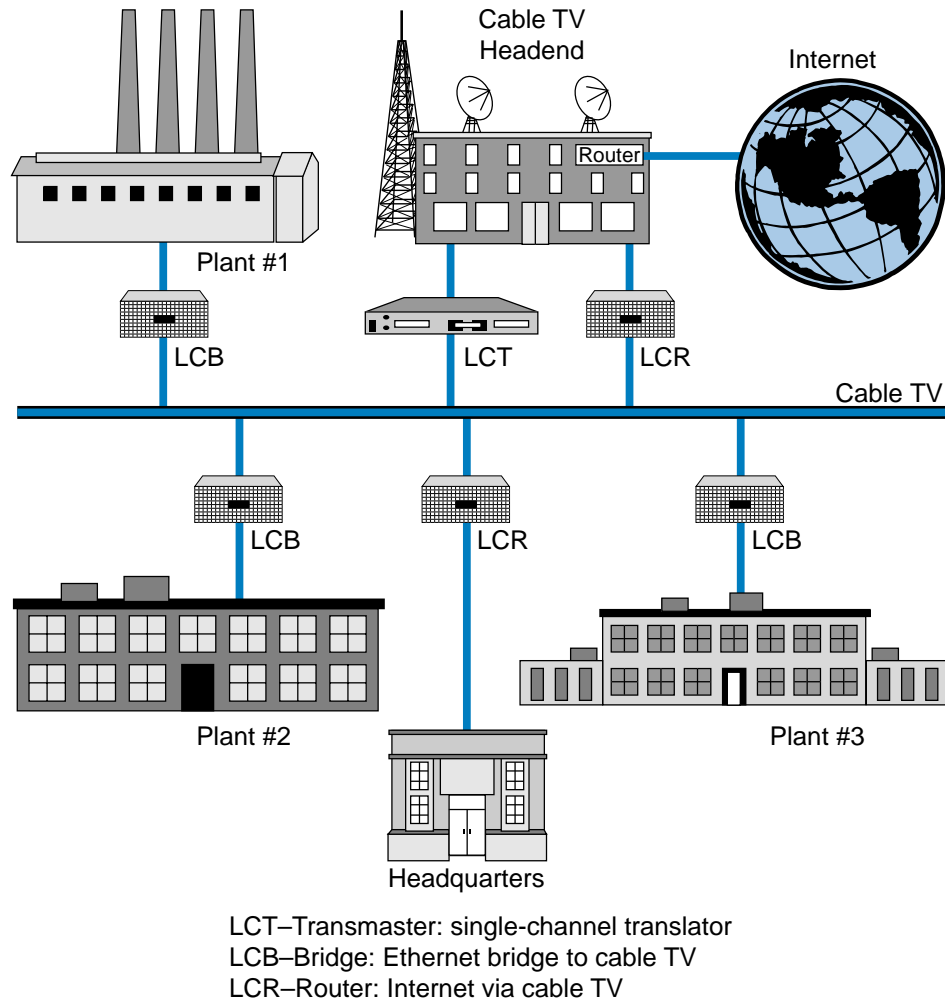 Cable TV
Headend
Internet
Router
Plant #1
LCB
LCT
LCR
Cable TV
LCB
LCR
LCB
Plant #2
Plant #3
Headquarters
LCT–Transmaster: single-channel translator
LCB–Bridge: Ethernet bridge to cable TV
LCR–Router: Internet via cable TV